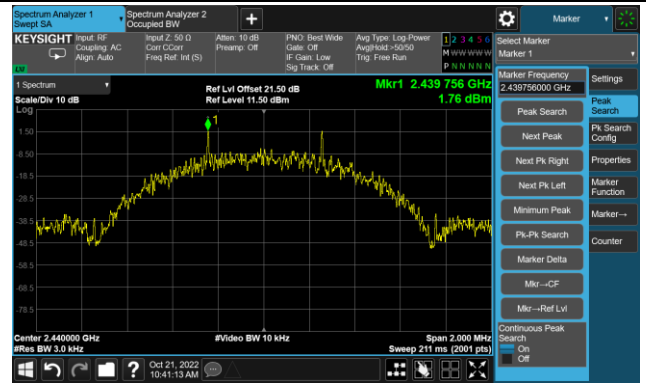 Spectrum Analyzer 1
Swept SA
Spectrum Analyzer 2
Occupied BW
+
Marker
KEYSIGHT
Input: RF
Coupling: AC
Align: Auto
Input Z: 50 Ω
Corr CCorr
Freq Ref: Int (S)
Atten: 10 dB
Preamp: Off
PNO: Best Wide
Gate: Off
IF Gain: Low
Sig Track: Off
Avg Type: Log-Power
Avg|Hold:>50/50
Trig: Free Run
1 2 3 4 5 6
M W W W W W
P N N N N N
Select Marker
Marker 1
1 Spectrum
Scale/Div 10 dB
Log
Ref Lvl Offset 21.50 dB
Ref Level 11.50 dBm
Mkr1 2.439 756 GHz
1.76 dBm
1
1.50
-8.50
-18.5
-28.5
-38.5
-48.5
-58.5
-68.5
-78.5
Center 2.440000 GHz
#Res BW 3.0 kHz
#Video BW 10 kHz
Span 2.000 MHz
Sweep 211 ms (2001 pts)
Marker Frequency
2.439756000 GHz
Peak Search
Next Peak
Next Pk Right
Next Pk Left
Minimum Peak
Pk-Pk Search
Marker Delta
Mkr→CF
Mkr→Ref Lvl
Continuous Peak
Search
On
Off
Settings
Peak
Search
Pk Search
Config
Properties
Marker
Function
Marker→
Counter
?
Oct 21, 2022
10:41:13 AM